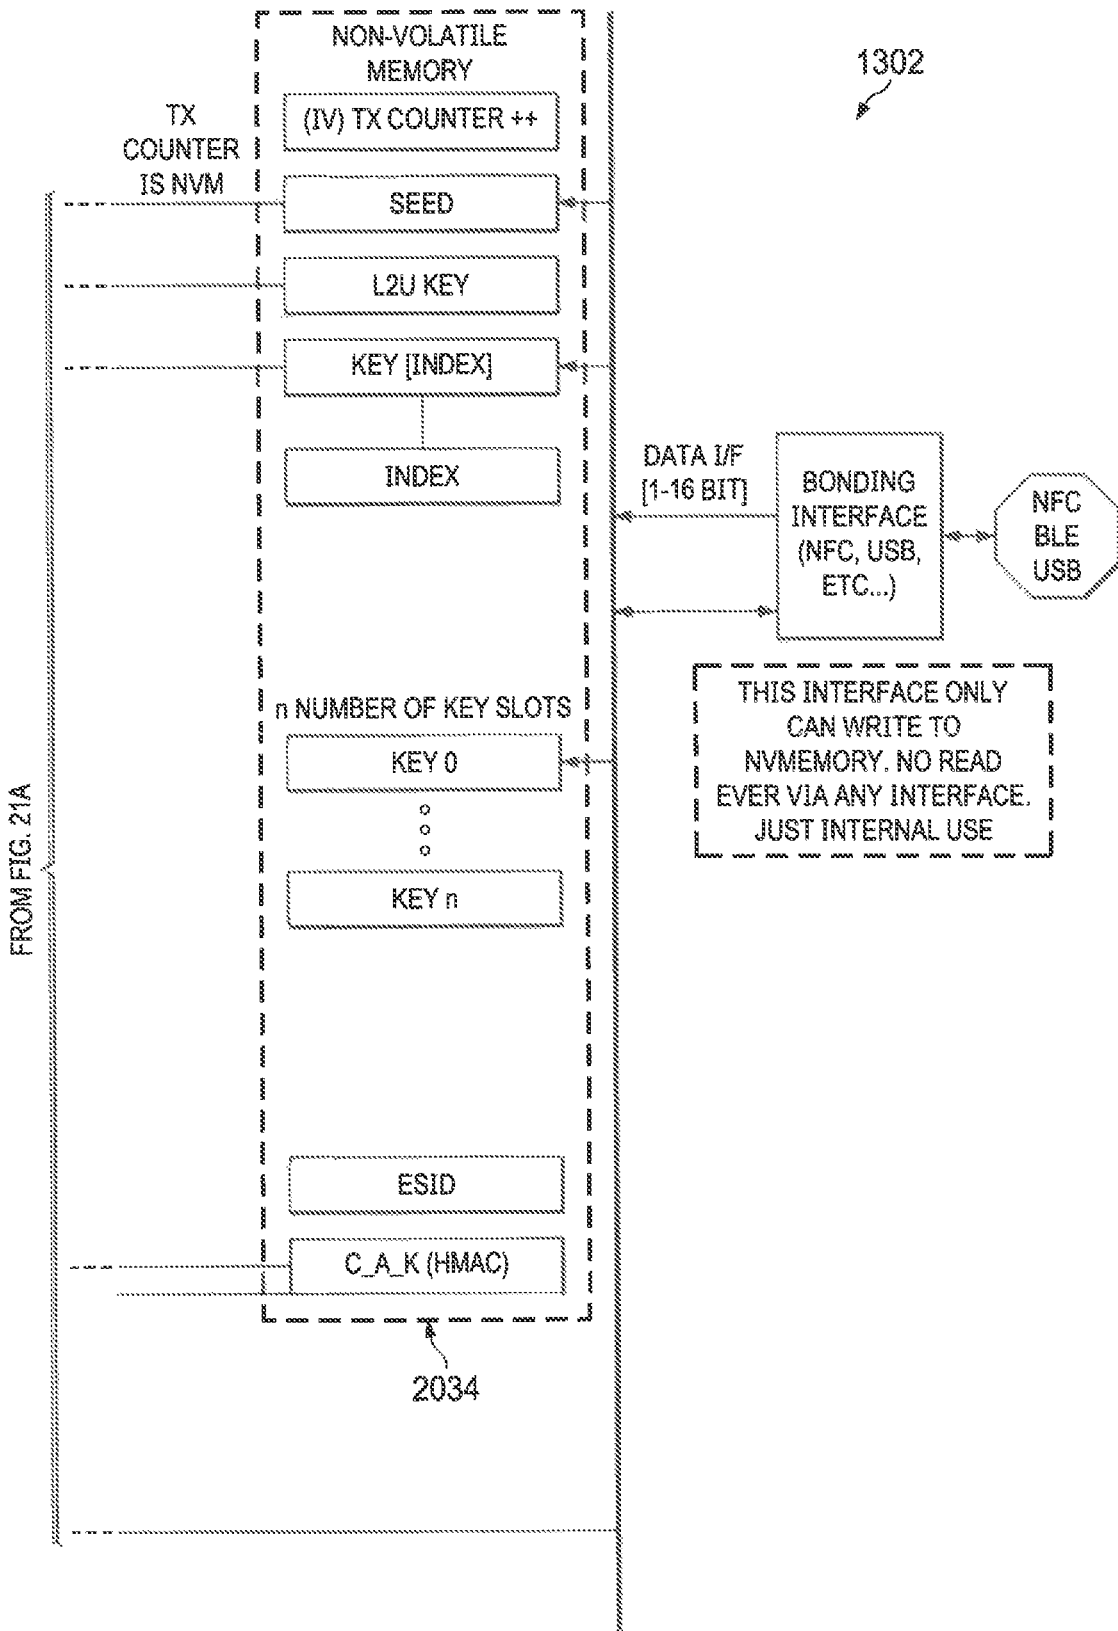 NON-VOLATILE
MEMORY
1302
(IV) TX COUNTER ++
TX
COUNTER
IS NVM
SEED
L2U KEY
KEY [INDEX]
INDEX
DATA I/F
[1-16 BIT]
BONDING
INTERFACE
(NFC, USB,
ETC...)
NFC
BLE
USB
THIS INTERFACE ONLY
CAN WRITE TO
NVMEMORY. NO READ
EVER VIA ANY INTERFACE.
JUST INTERNAL USE
n NUMBER OF KEY SLOTS
KEY 0
KEY n
FROM FIG. 21A
ESID
C_A_K (HMAC)
2034